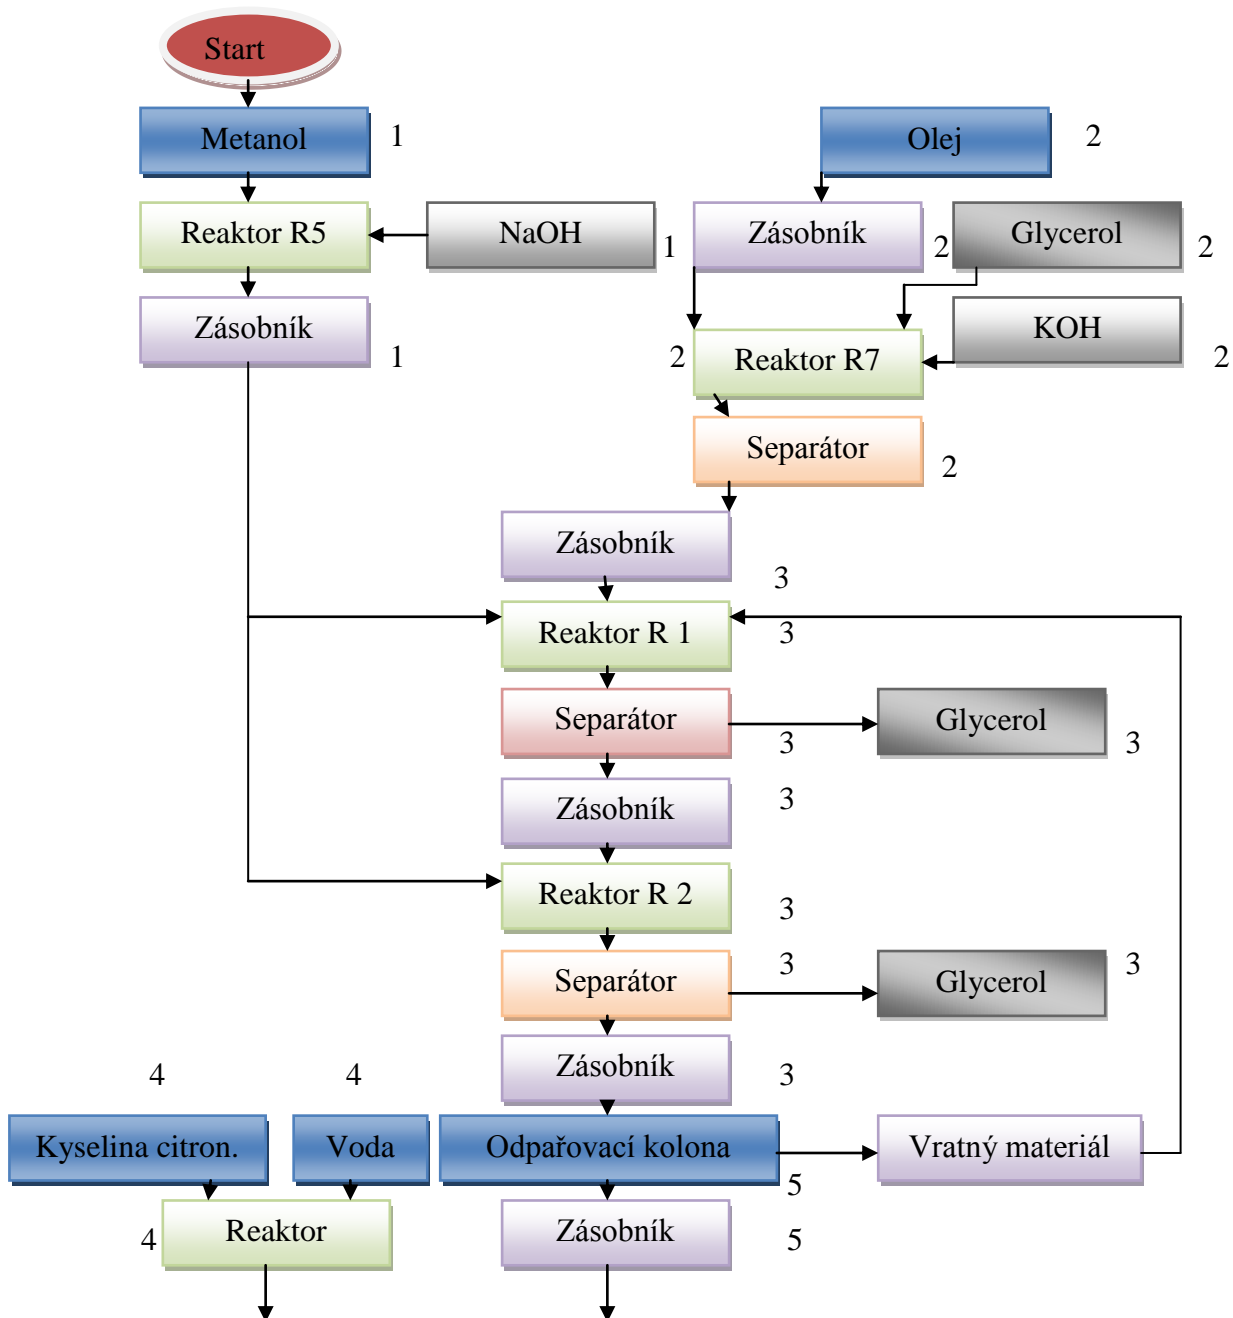 Start
Metanol 1
Olej 2
Reaktor R5
NaOH 1
Zásobník 2
Glycerol 2
Zásobník 1
Reaktor R7 2
KOH 2
Separátor 2
Zásobník 3
Reaktor R 1 3
Separátor 3
Glycerol 3
Zásobník 3
Reaktor R 2 3
Separátor 3
Glycerol 3
Zásobník 3
4
4
Kyselina citron.
Voda
Odpařovací kolona 5
Vratný materiál
4 Reaktor
Zásobník 5